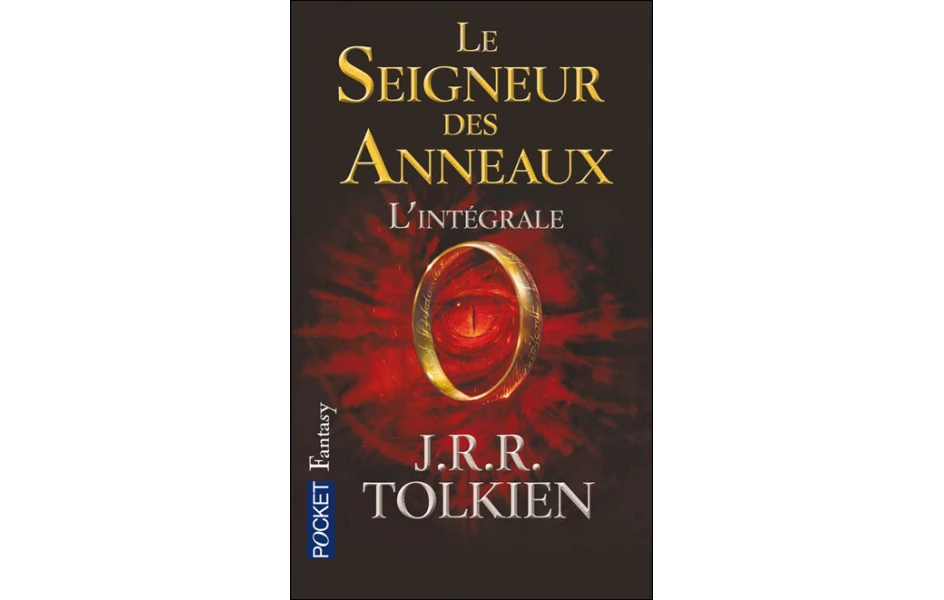 LE
SEIGNEUR
DES
ANNEAUX
L'INTÉGRALE
J.R.R.
TOLKIEN
POCKET Fantasy